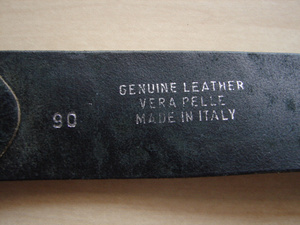 GENUINE LEATHER
VERA PELLE
90
MADE IN ITALY